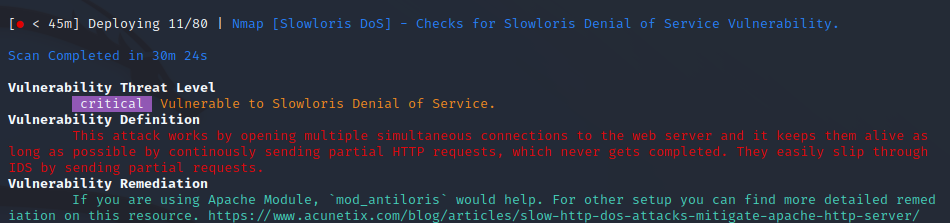 [● < 45m] Deploying 11/80 | Nmap [Slowloris DoS] - Checks for Slowloris Denial of Service Vulnerability.
Scan Completed in 30m 24s
Vulnerability Threat Level
critical Vulnerable to Slowloris Denial of Service.
Vulnerability Definition
This attack works by opening multiple simultaneous connections to the web server and it keeps them alive as
long as possible by continously sending partial HTTP requests, which never gets completed. They easily slip through
IDS by sending partial requests.
Vulnerability Remediation
If you are using Apache Module, `mod_antiloris` would help. For other setup you can find more detailed remed
iation on this resource. https://www.acunetix.com/blog/articles/slow-http-dos-attacks-mitigate-apache-http-server/